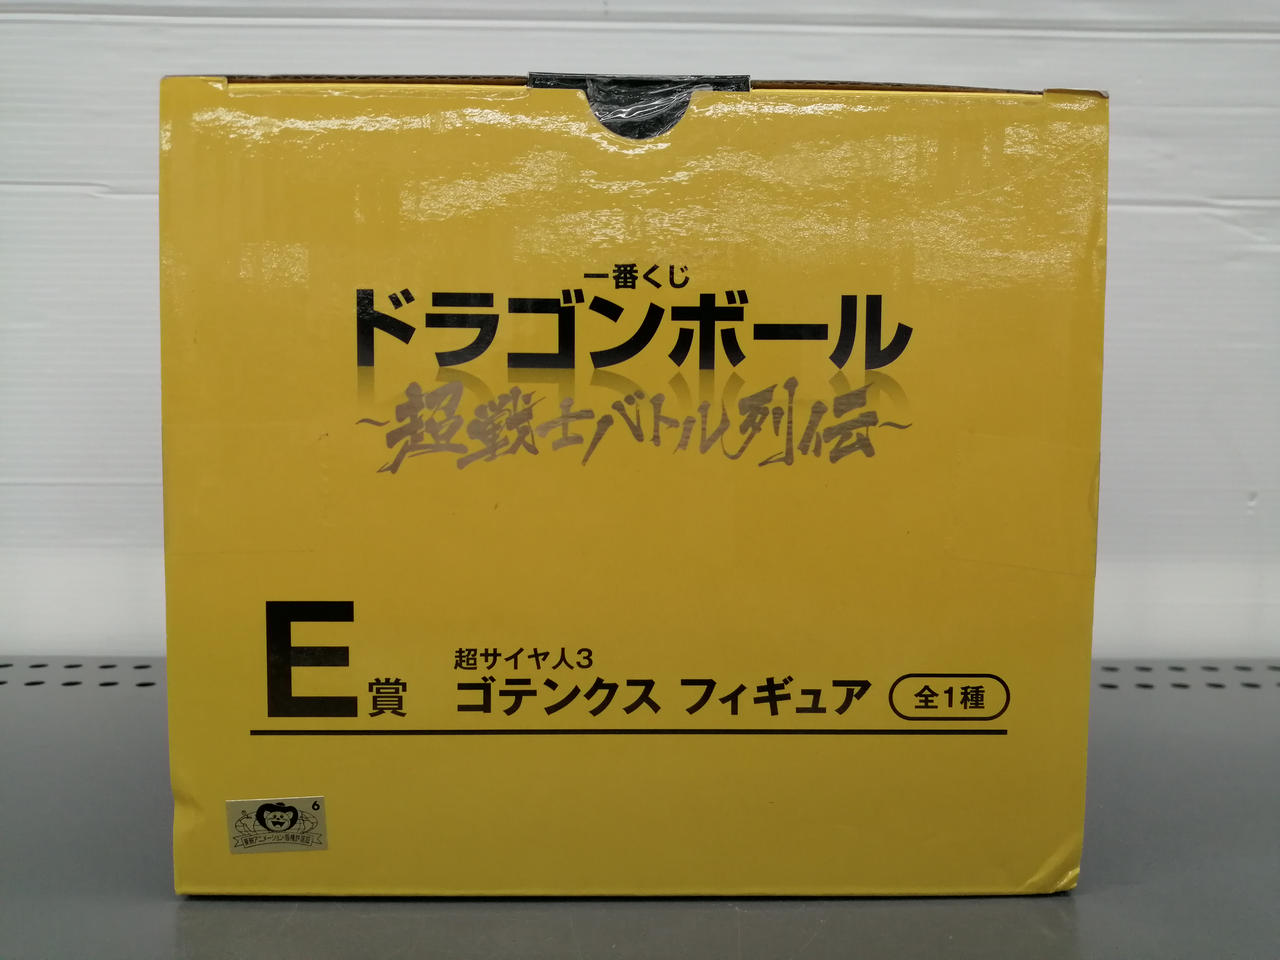 一番くじ
ドラゴンボール
~超戦士バトル列伝~
E賞
超サイヤ人3
ゴテンクス フィギュア 全1種
6